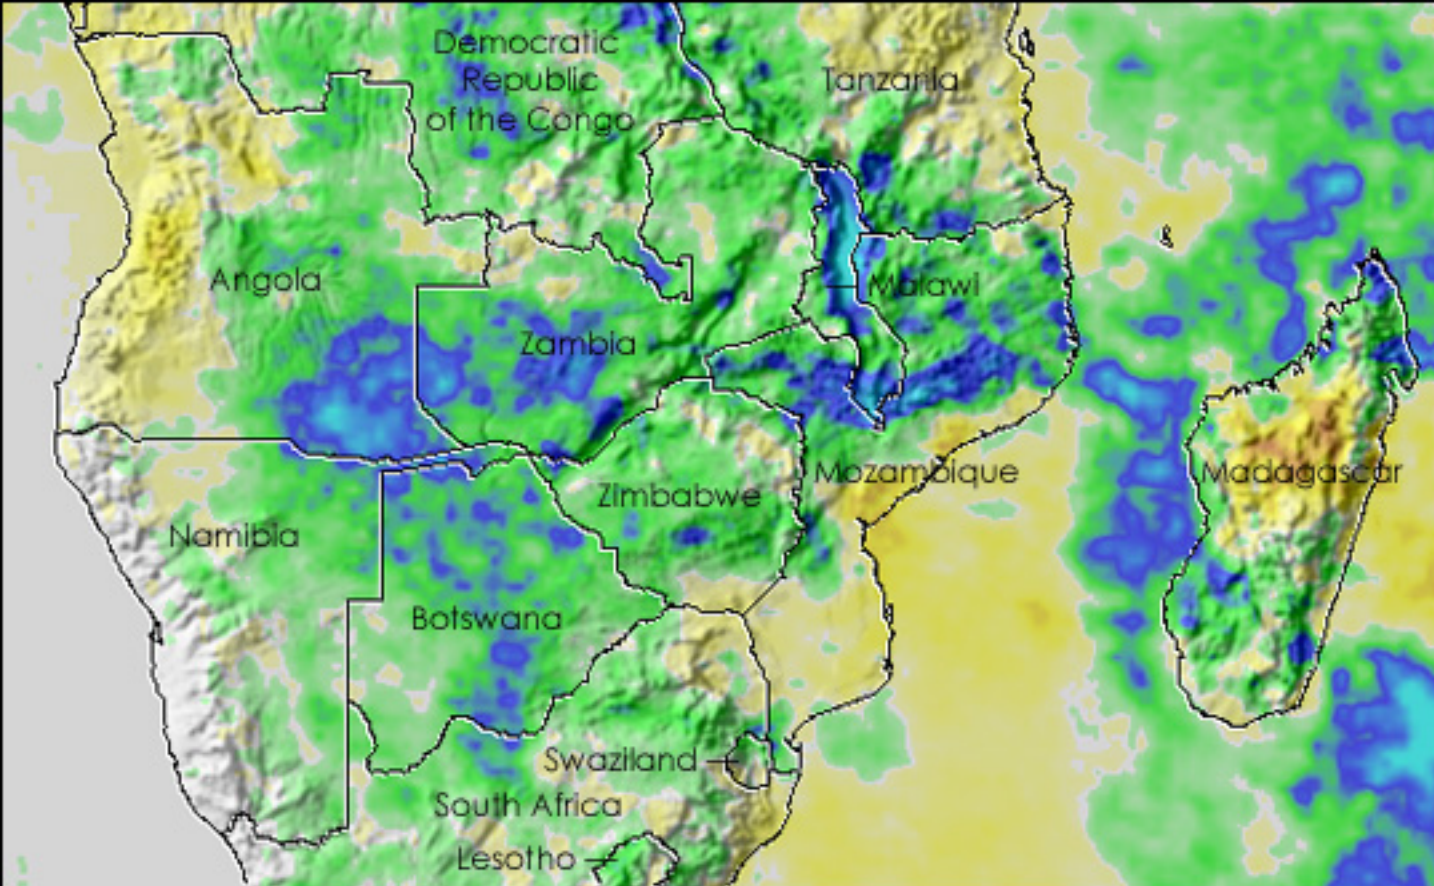 Democratic
Republic
of the Congo
Tanzania
Angola
Malawi
Zambia
Mozambique
Madagascar
Zimbabwe
Namibia
Botswana
Swaziland
South Africa
Lesotho